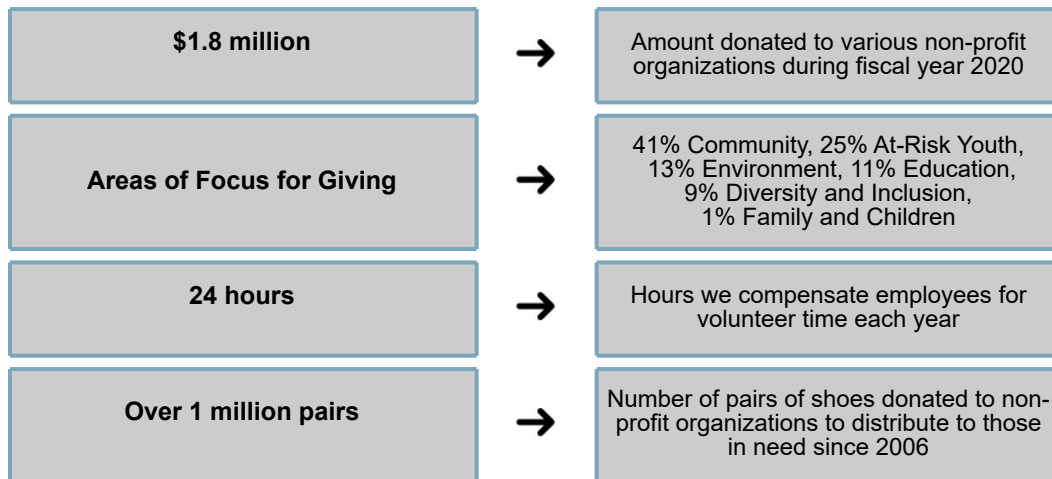 $1.8 million
Amount donated to various non-profit
organizations during fiscal year 2020
Areas of Focus for Giving
41% Community, 25% At-Risk Youth,
13% Environment, 11% Education,
9% Diversity and Inclusion,
1% Family and Children
24 hours
Hours we compensate employees for
volunteer time each year
Over 1 million pairs
Number of pairs of shoes donated to non-
profit organizations to distribute to those
in need since 2006